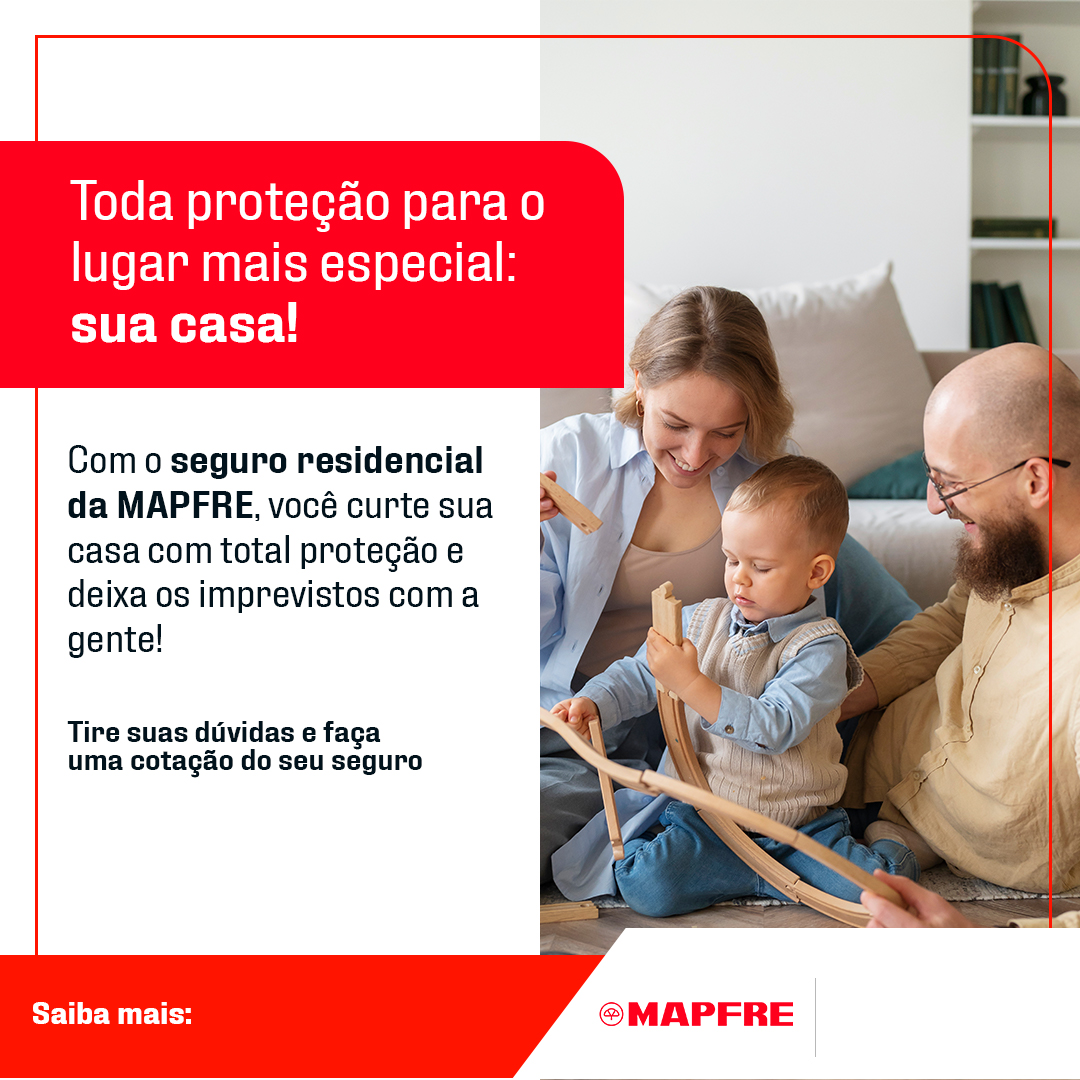 Toda proteção para o
lugar mais especial:
sua casa!
Com o seguro residencial
da MAPFRE, você curte sua
casa com total proteção e
deixa os imprevistos com a
gente!
Tire suas dúvidas e faça
uma cotação do seu seguro
Saiba mais:
MAPFRE